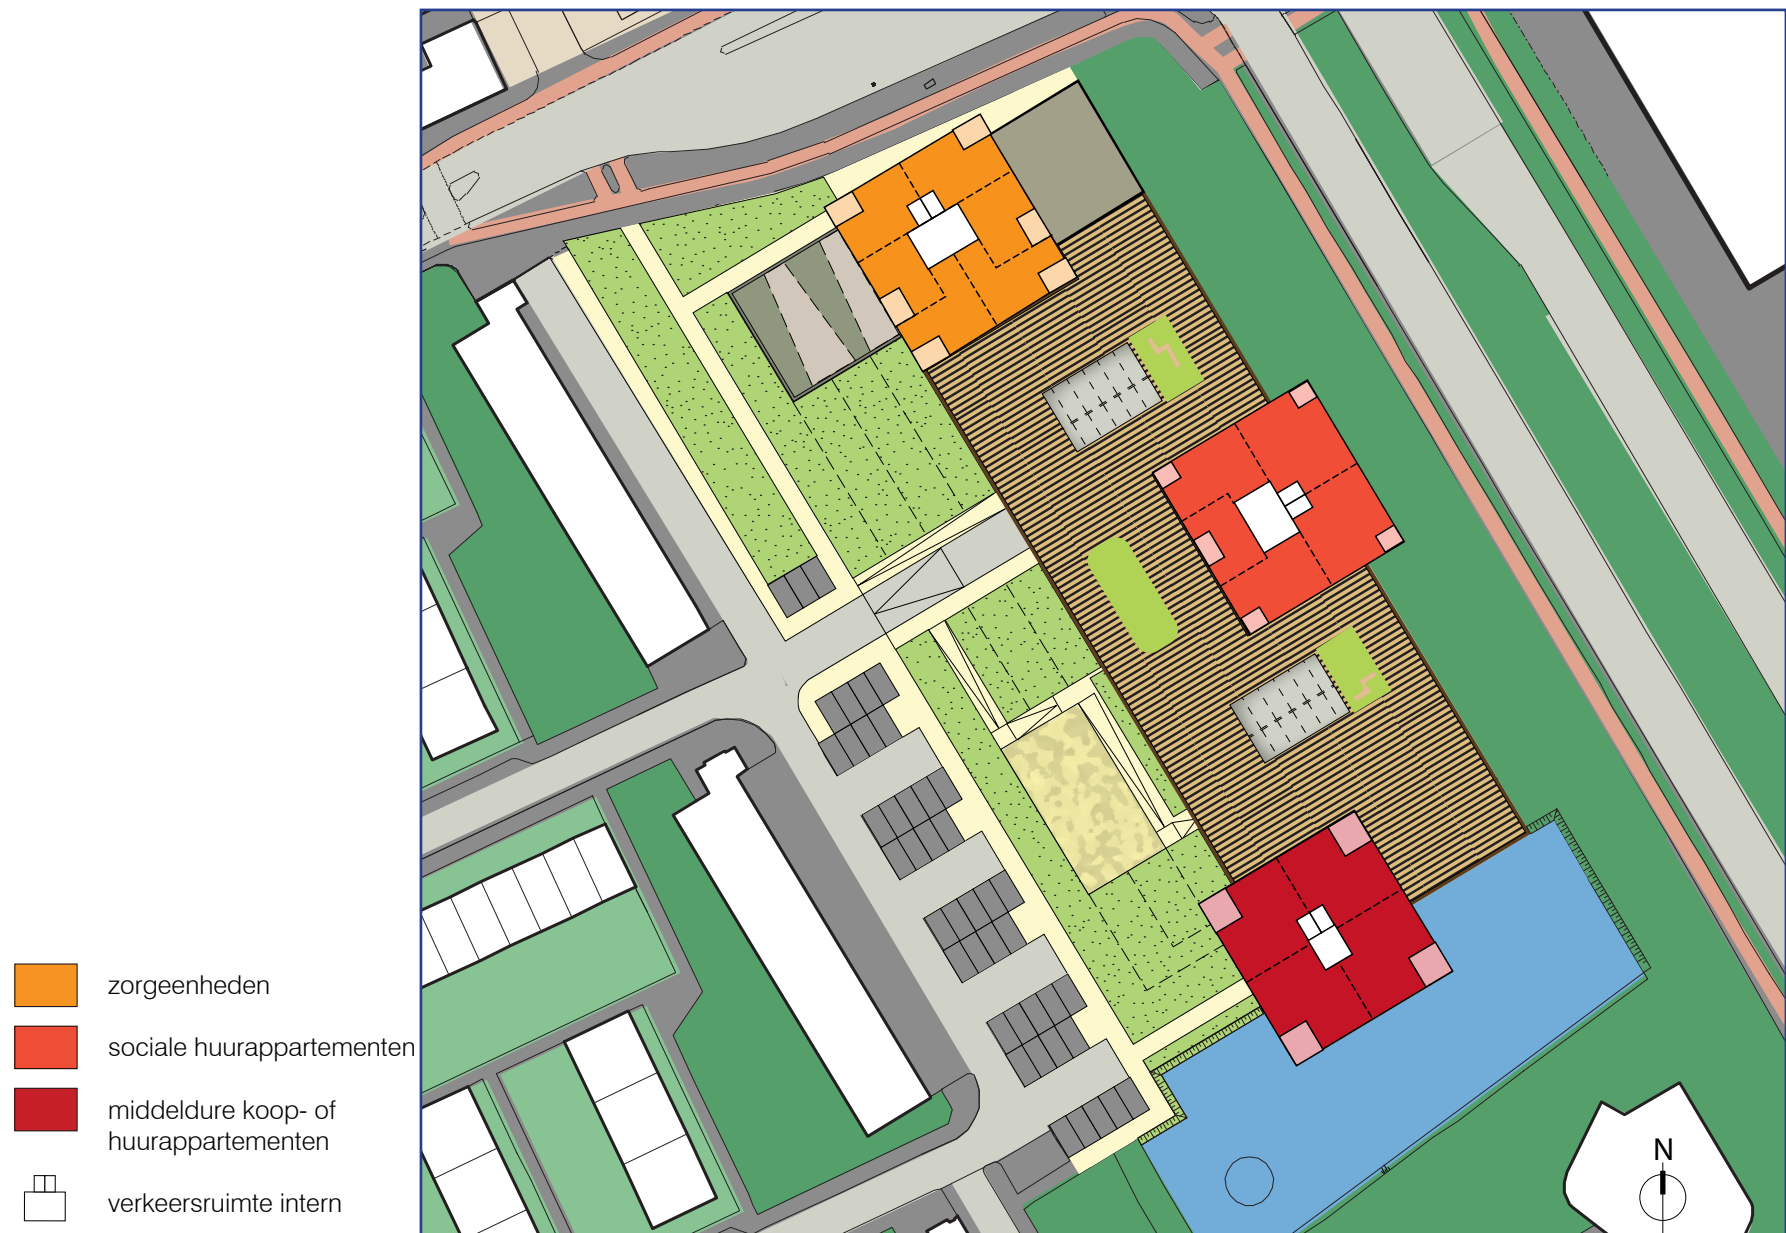 zorgeenheden
sociale huurappartementen
middeldure koop- of
huurappartementen
verkeersruimte intern
N